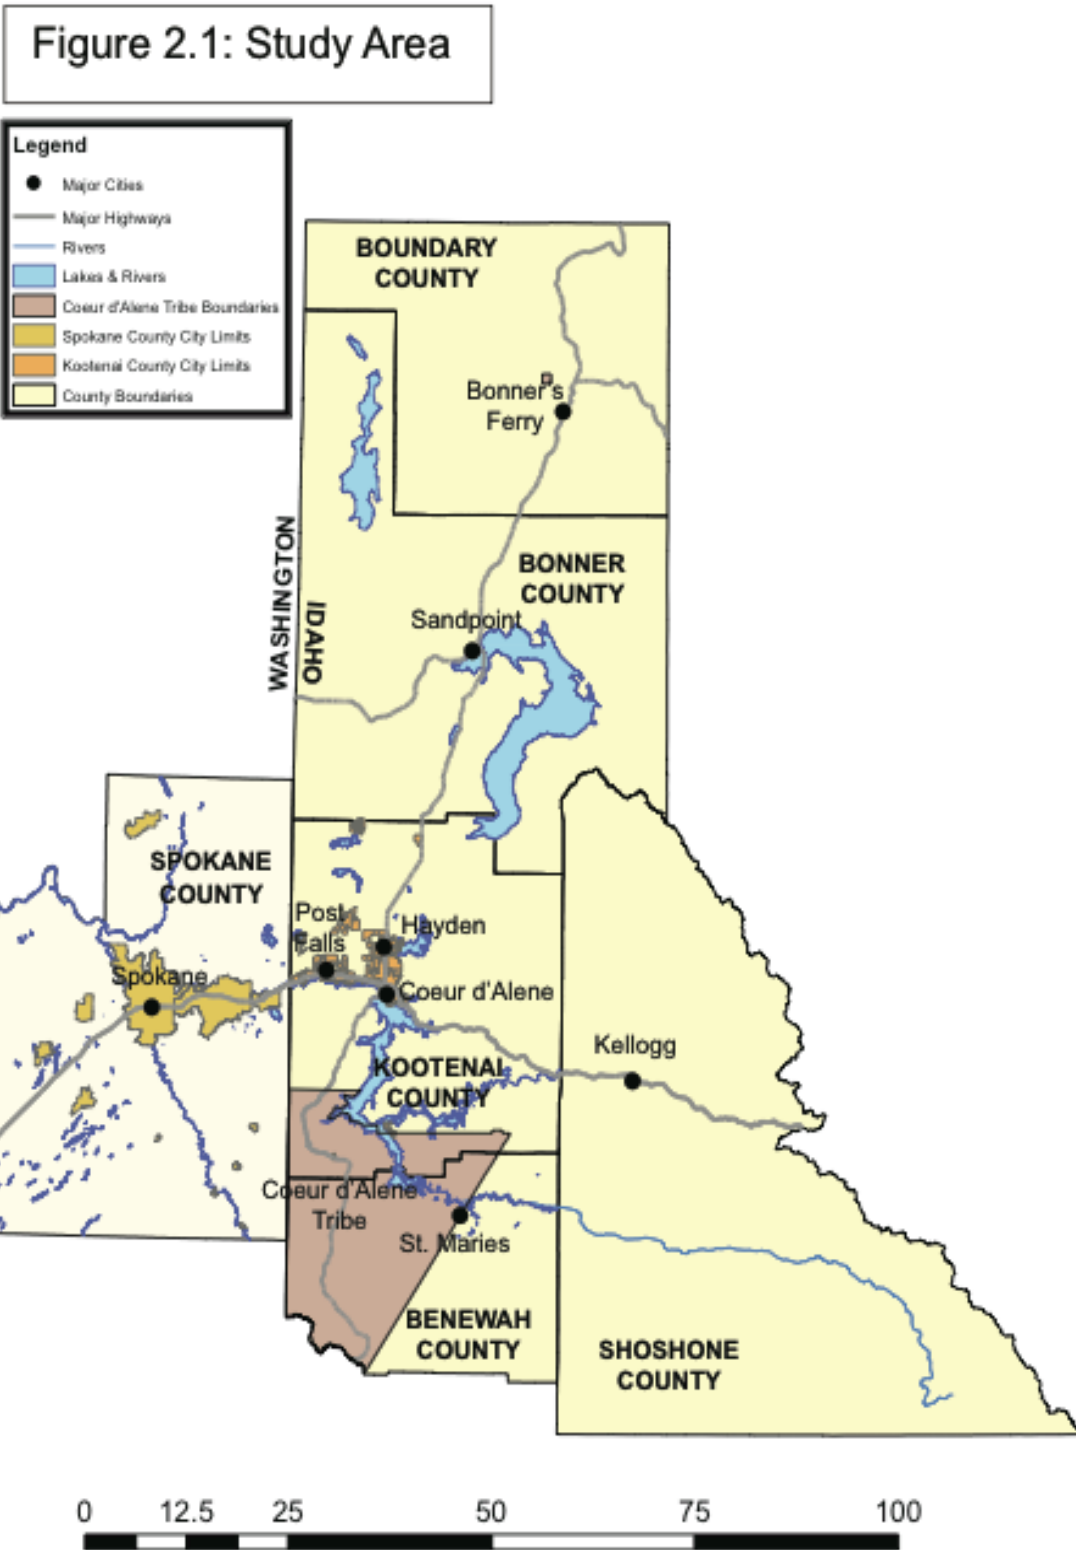 Figure 2.1: Study Area
Legend
Major Cities
Major Highways
Rivers
Lakes & Rivers
Coeur d'Alene Tribe Boundaries
Spokane County City Limits
Kootenai County City Limits
County Boundaries
BOUNDARY
COUNTY
Bonner's
Ferry
WASHINGTON
IDAHO
BONNER
COUNTY
Sandpoint
SPOKANE
COUNTY
Post
Falls
Hayden
Spokane
Coeur d'Alene
Kellogg
KOOTENAI
COUNTY
Coeur d'Alene
Tribe
St. Maries
BENEWAH
COUNTY
SHOSHONE
COUNTY
0 12.5 25 50 75 100